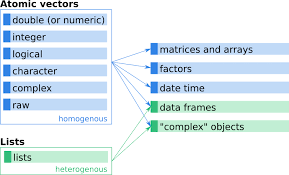 Atomic vectors
double (or numeric)
integer
logical
character
complex
raw
homogenous
Lists
lists
heterogenous
matrices and arrays
factors
date time
data frames
"complex" objects